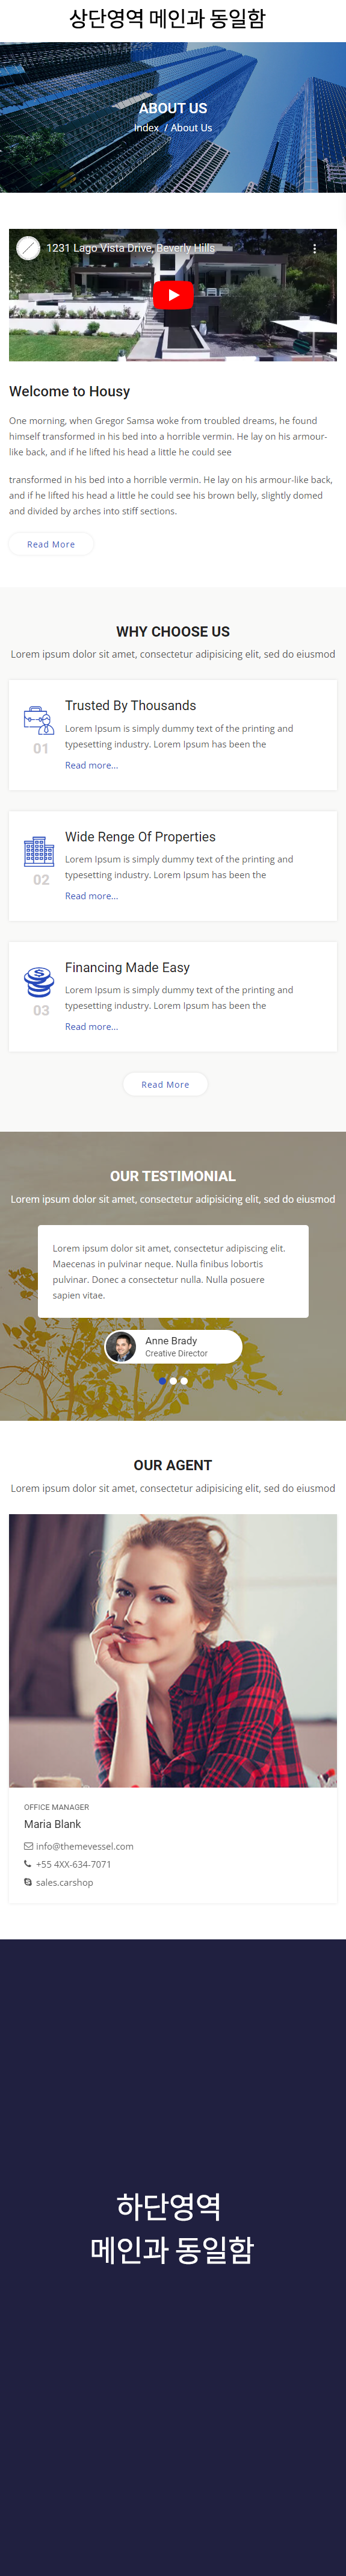 상단영역 메인과 동일함
ABOUT US
Index / About Us
1231 Lago Vista Drive, Beverly Hills
Welcome to Housy
One morning, when Gregor Samsa woke from troubled dreams, he found
himself transformed in his bed into a horrible vermin. He lay on his armour-
like back, and if he lifted his head a little he could see
transformed in his bed into a horrible vermin. He lay on his armour-like back,
and if he lifted his head a little he could see his brown belly, slightly domed
and divided by arches into stiff sections.
Read More
WHY CHOOSE US
Lorem ipsum dolor sit amet, consectetur adipisicing elit, sed do eiusmod
Trusted By Thousands
Lorem Ipsum is simply dummy text of the printing and
typesetting industry. Lorem Ipsum has been the
01
Read more...
Wide Renge Of Properties
Lorem Ipsum is simply dummy text of the printing and
typesetting industry. Lorem Ipsum has been the
02
Read more...
Financing Made Easy
Lorem Ipsum is simply dummy text of the printing and
typesetting industry. Lorem Ipsum has been the
03
Read more...
Read More
OUR TESTIMONIAL
Lorem ipsum dolor sit amet, consectetur adipisicing elit, sed do eiusmod
Lorem ipsum dolor sit amet, consectetur adipiscing elit.
Maecenas in pulvinar neque. Nulla finibus lobortis
pulvinar. Donec a consectetur nulla. Nulla posuere
sapien vitae.
Anne Brady
Creative Director
OUR AGENT
Lorem ipsum dolor sit amet, consectetur adipisicing elit, sed do eiusmod
OFFICE MANAGER
Maria Blank
info@themevessel.com
+55 4XX-634-7071
sales.carshop
하단영역
메인과 동일함